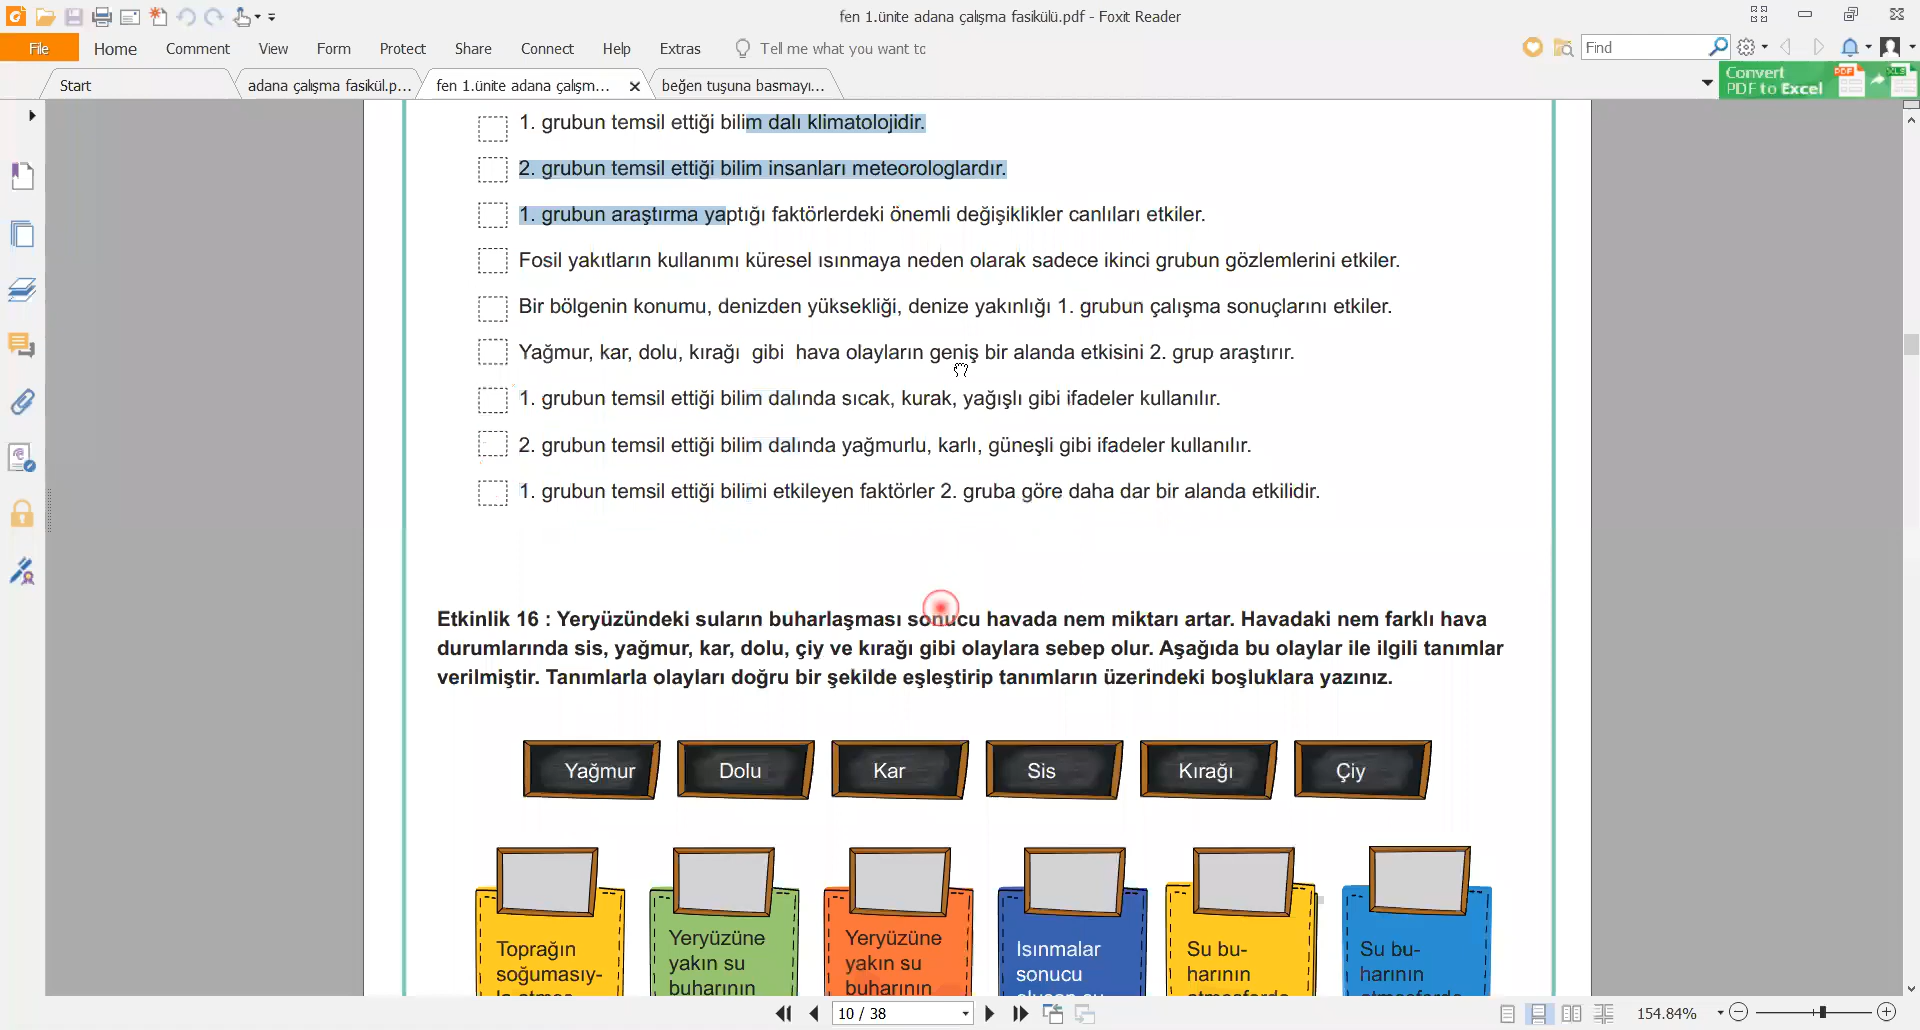 fen 1.ünite adana çalışma fasikülü.pdf - Foxit Reader
File Home Comment View Form Protect Share Connect Help Extras Tell me what you want to Find
Start adana çalışma fasikül.p... fen 1.ünite adana çalışm... beğen tuşuna basmayı...
Convert
PDF to Excel
PDF XLS
1. grubun temsil ettiği bilim dalı klimatolojidir.
2. grubun temsil ettiği bilim insanları meteorologlardır.
1. grubun araştırma yaptığı faktörlerdeki önemli değişiklikler canlıları etkiler.
Fosil yakıtların kullanımı küresel ısınmaya neden olarak sadece ikinci grubun gözlemlerini etkiler.
Bir bölgenin konumu, denizden yüksekliği, denize yakınlığı 1. grubun çalışma sonuçlarını etkiler.
Yağmur, kar, dolu, kırağı gibi hava olayların geniş bir alanda etkisini 2. grup araştırır.
1. grubun temsil ettiği bilim dalında sıcak, kurak, yağışlı gibi ifadeler kullanılır.
2. grubun temsil ettiği bilim dalında yağmurlu, karlı, güneşli gibi ifadeler kullanılır.
1. grubun temsil ettiği bilimi etkileyen faktörler 2. gruba göre daha dar bir alanda etkilidir.
Etkinlik 16 : Yeryüzündeki suların buharlaşması sonucu havada nem miktarı artar. Havadaki nem farklı hava
durumlarında sis, yağmur, kar, dolu, çiy ve kırağı gibi olaylara sebep olur. Aşağıda bu olaylar ile ilgili tanımlar
verilmiştir. Tanımlarla olayları doğru bir şekilde eşleştirip tanımların üzerindeki boşluklara yazınız.
Yağmur Dolu Kar Sis Kırağı Çiy
Toprağın
soğumasıy-
Yeryüzüne
yakın su
buharının
Yeryüzüne
yakın su
buharının
Isınmalar
sonucu
Su bu-
harının
Su bu-
harının
10 / 38
154.84%